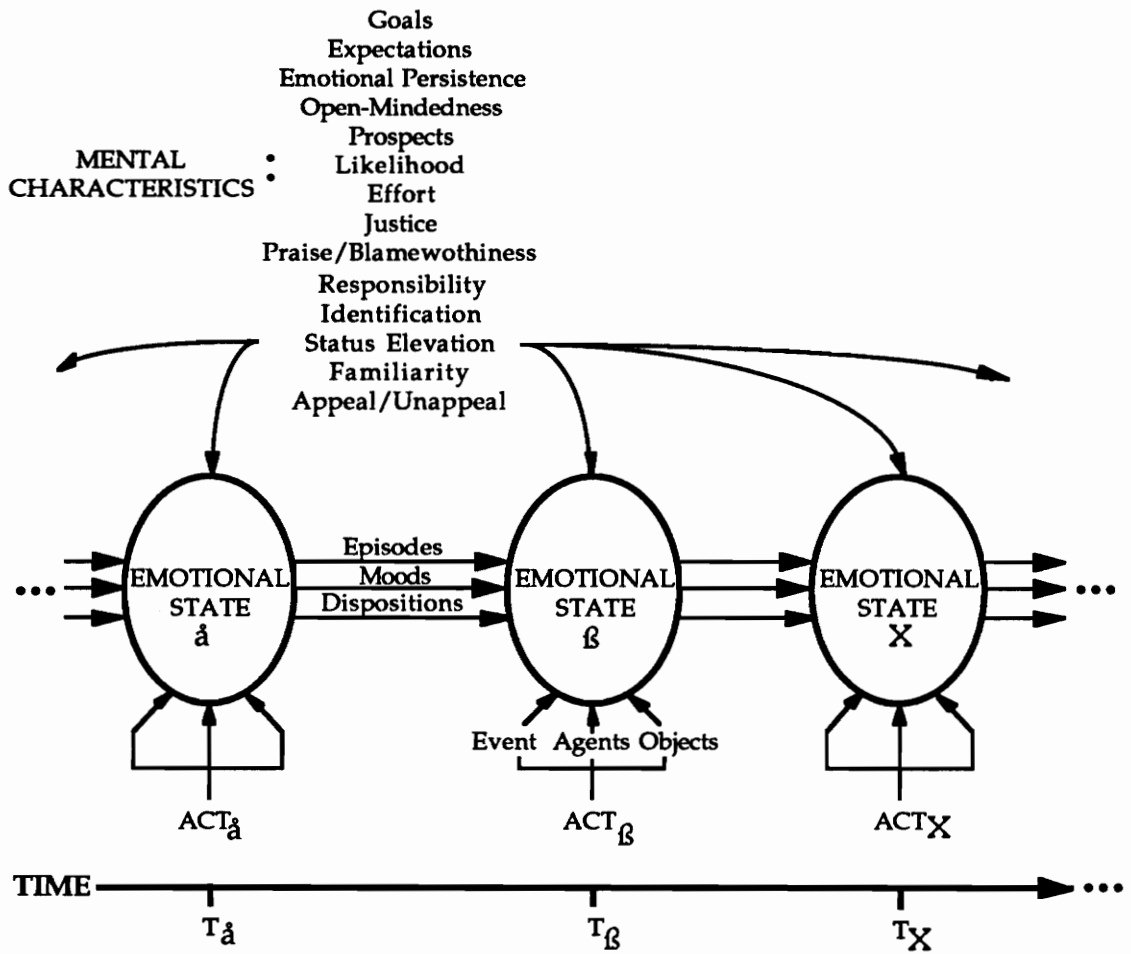 Goals
Expectations
Emotional Persistence
Open-Mindedness
Prospects
MENTAL
CHARACTERISTICS :
Likelihood
Effort
Justice
Praise/Blamewothiness
Responsibility
Identification
Status Elevation
Familiarity
Appeal/Unappeal
... EMOTIONAL
STATE
å
Episodes
Moods
Dispositions
EMOTIONAL
STATE
ß
EMOTIONAL
STATE
X
...
Event Agents Objects
ACTå ACTß ACTX
TIME ...
Tå Tß TX